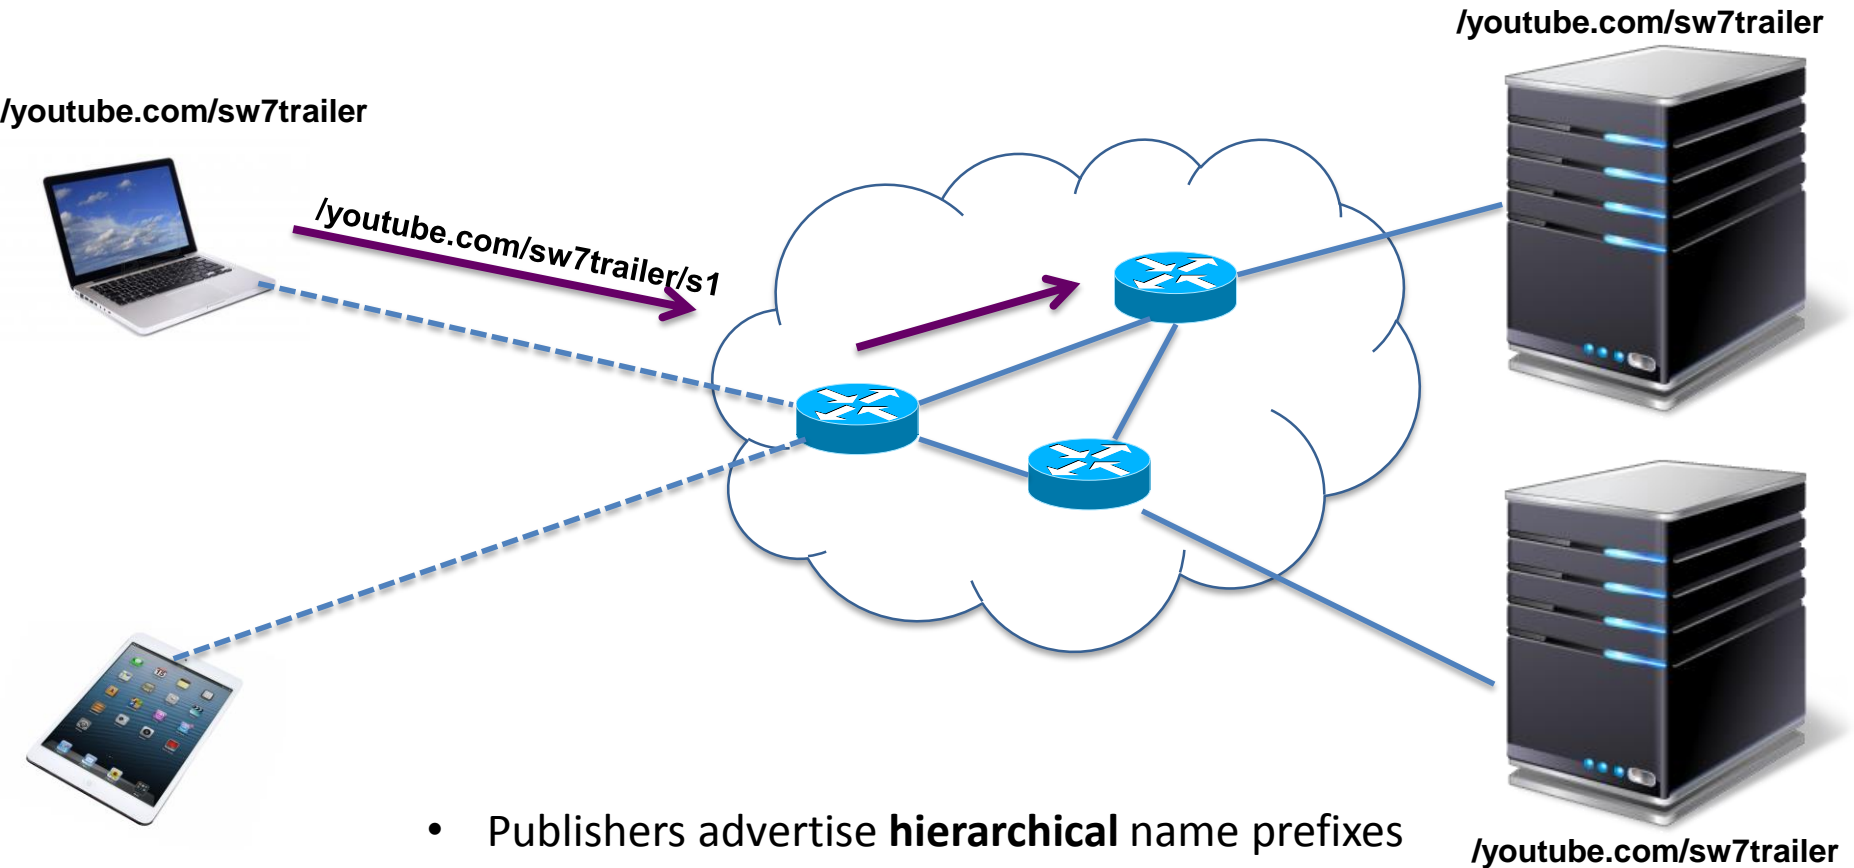 /youtube.com/sw7trailer
/youtube.com/sw7trailer
/youtube.com/sw7trailer/s1
• Publishers advertise hierarchical name prefixes
/youtube.com/sw7trailer